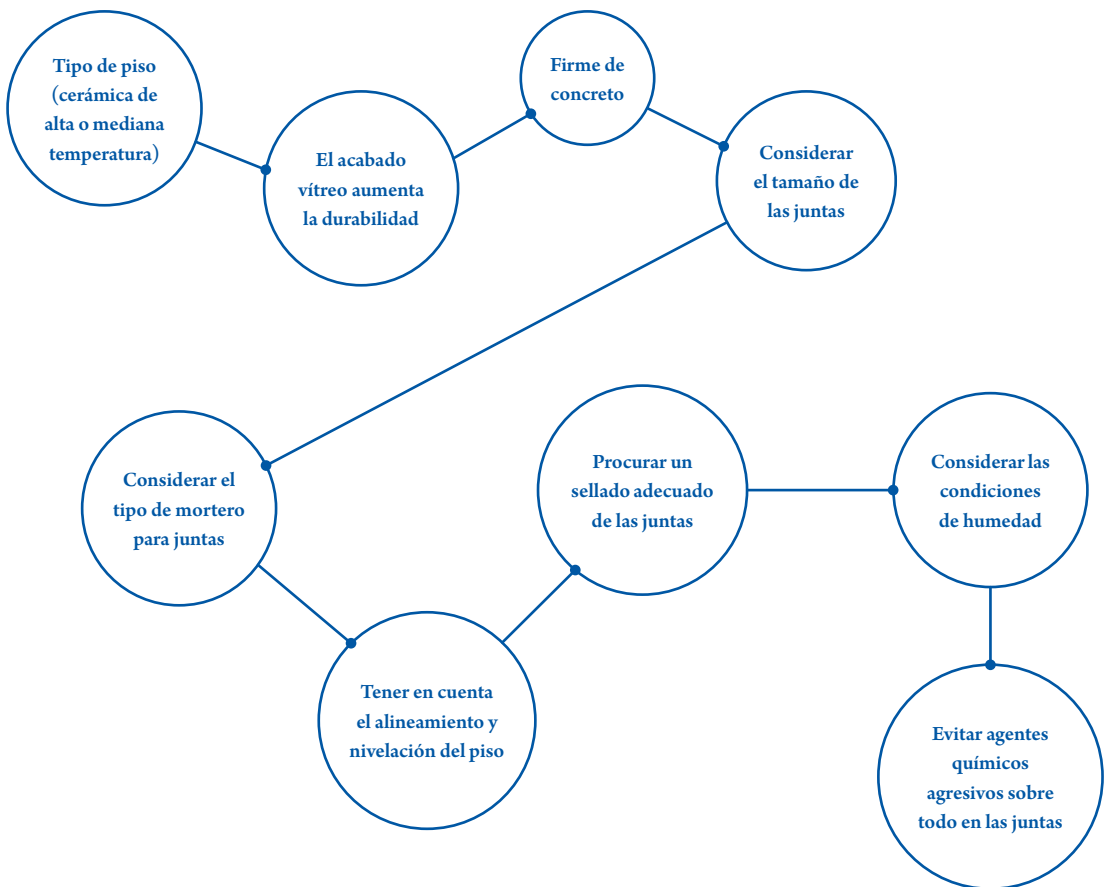 Tipo de piso
(cerámica de
alta o mediana
temperatura)
El acabado
vítreo aumenta
la durabilidad
Firme de
concreto
Considerar
el tamaño de
las juntas
Considerar el
tipo de mortero
para juntas
Tener en cuenta
el alineamiento y
nivelación del piso
Procurar un
sellado adecuado
de las juntas
Considerar las
condiciones
de humedad
Evitar agentes
químicos
agresivos sobre
todo en las juntas